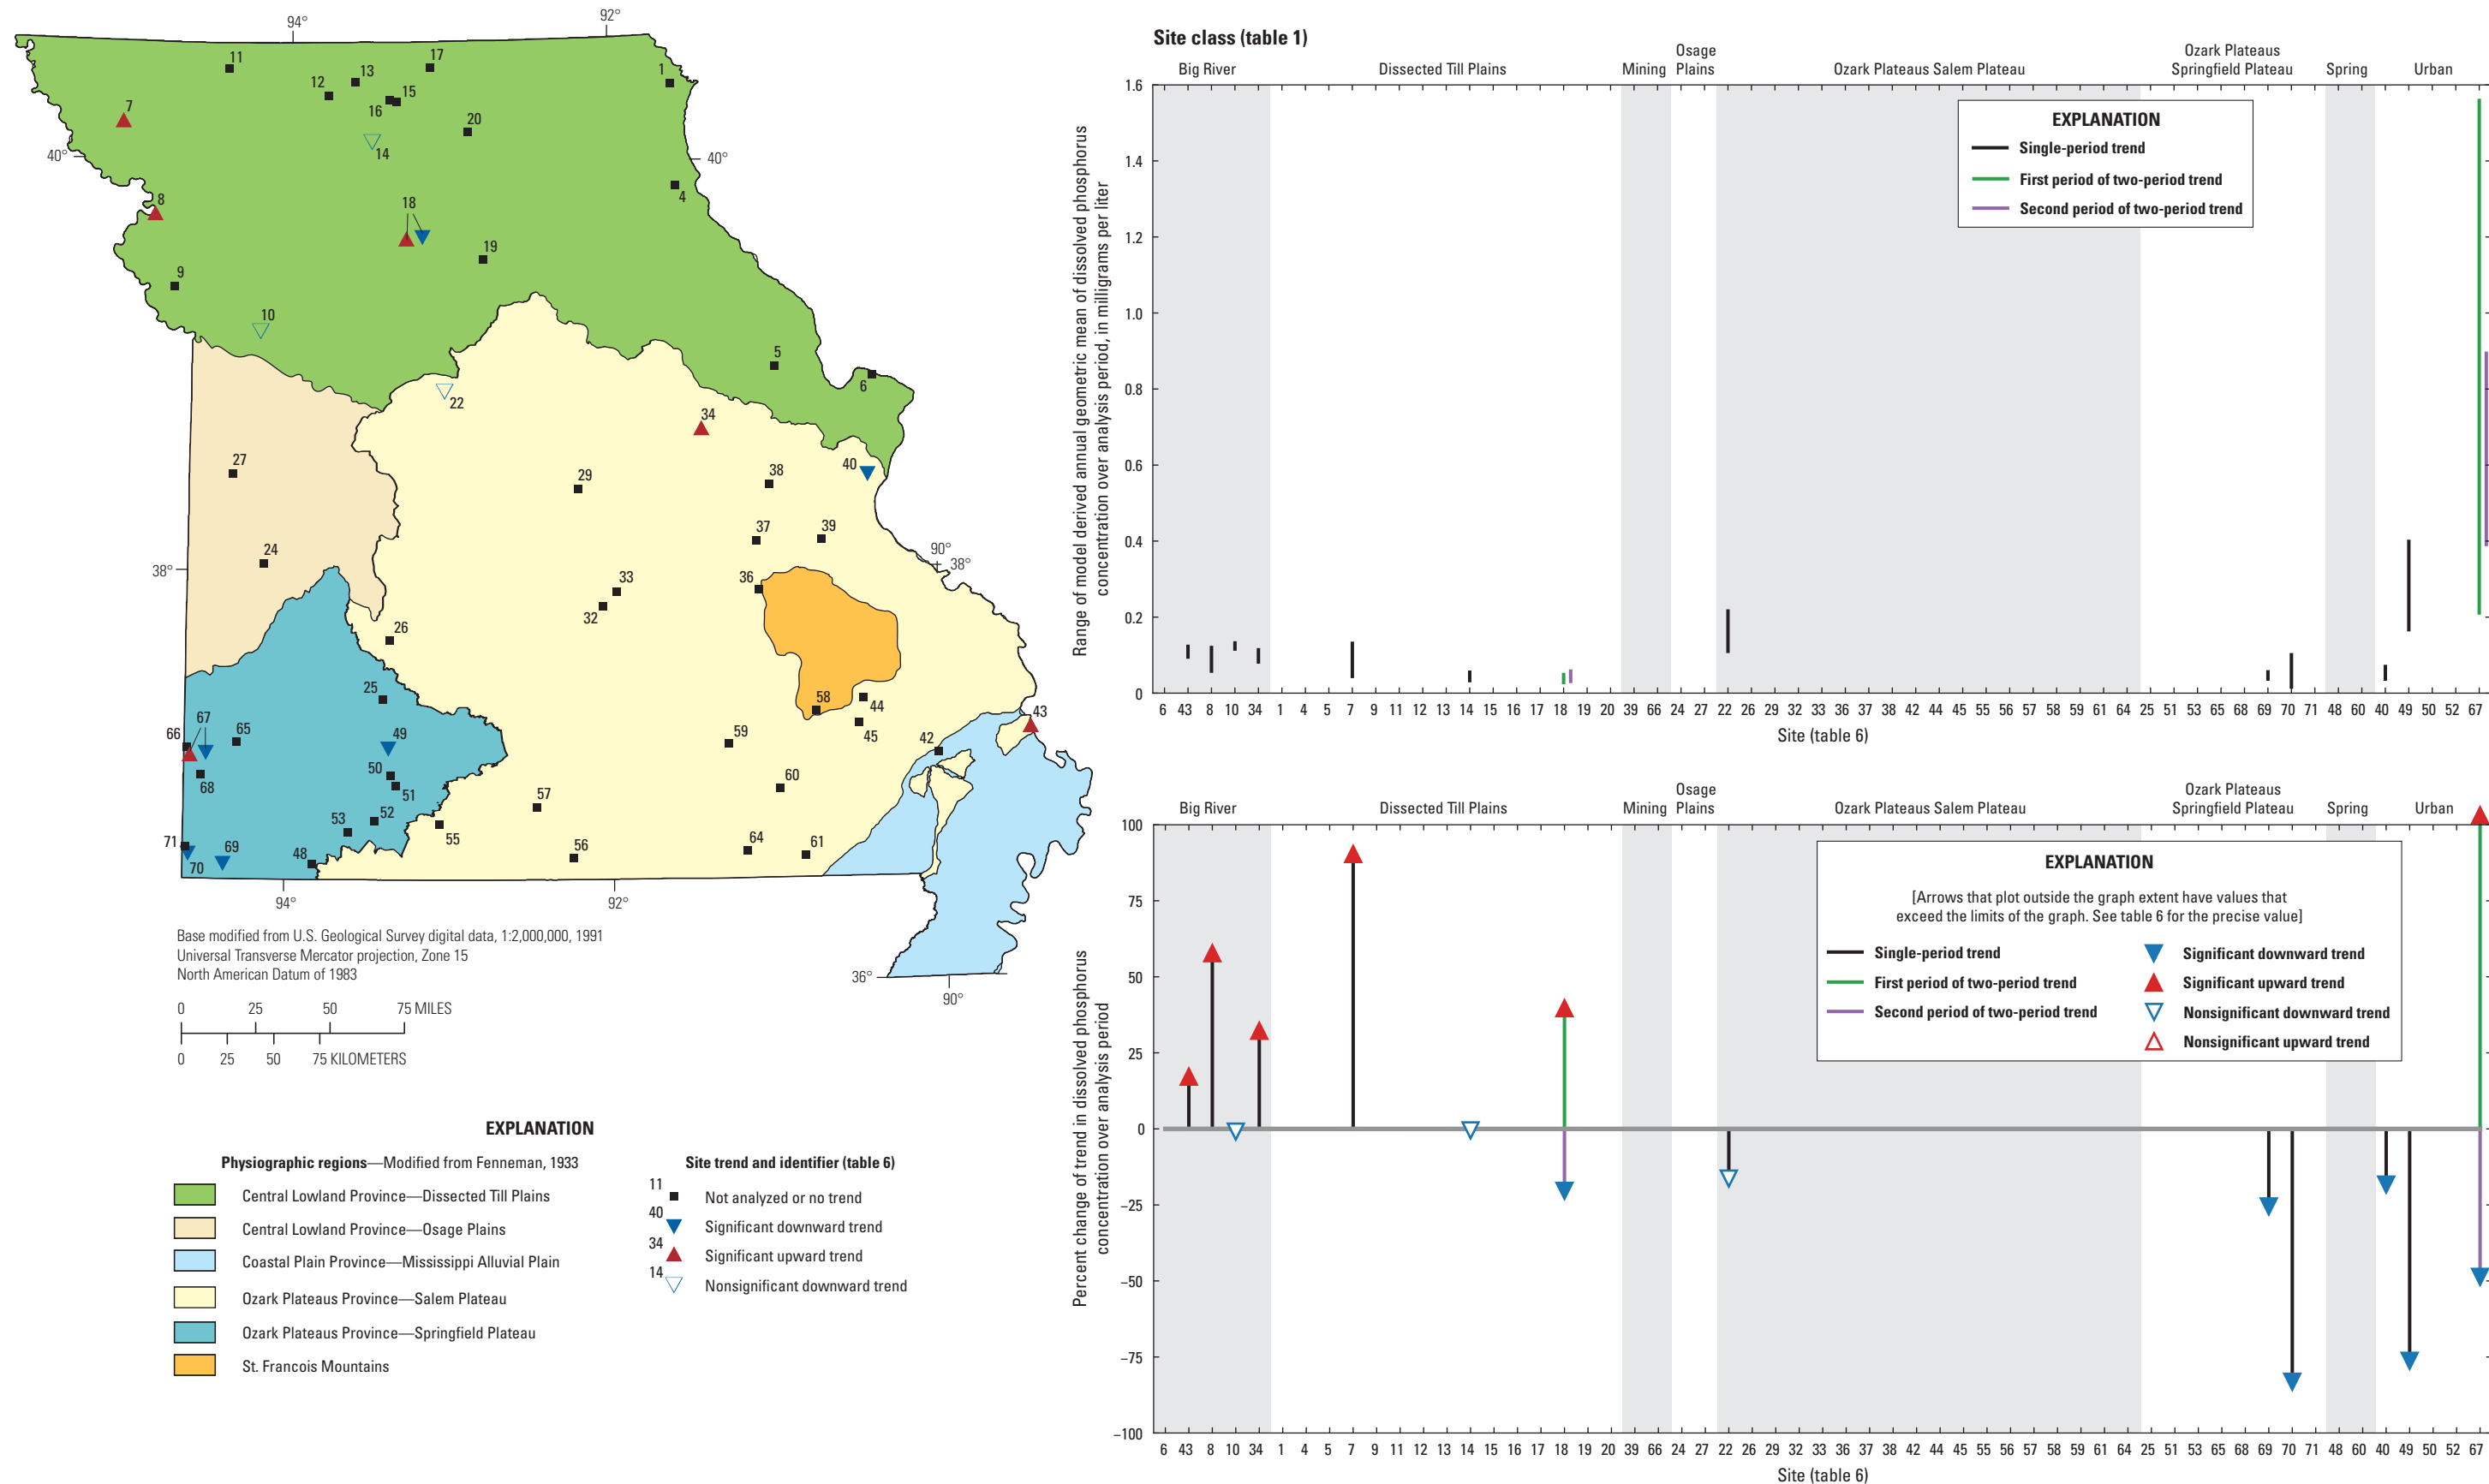 94°
92°
11
13
17
1
12
15
16
7
20
14
40°
40°
8
4
18
19
9
10
5
6
22
34
27
40
29
38
37
39
90°
24
38°
38°
33
36
32
26
25
58
44
43
67
66
65
49
45
59
42
50
60
68
51
57
52
53
55
71
69
64
61
48
56
70
94°
92°
36°
90°
Base modified from U.S. Geological Survey digital data, 1:2,000,000, 1991
Universal Transverse Mercator projection, Zone 15
North American Datum of 1983
0 25 50 75 MILES
0 25 50 75 KILOMETERS
EXPLANATION
Physiographic regions—Modified from Fenneman, 1933
Central Lowland Province—Dissected Till Plains
Central Lowland Province—Osage Plains
Coastal Plain Province—Mississippi Alluvial Plain
Ozark Plateaus Province—Salem Plateau
Ozark Plateaus Province—Springfield Plateau
St. Francois Mountains
Site trend and identifier (table 6)
11 Not analyzed or no trend
40 Significant downward trend
34 Significant upward trend
14 Nonsignificant downward trend
Site class (table 1)
Big River
Dissected Till Plains
Mining
Osage
Plains
Ozark Plateaus Salem Plateau
Ozark Plateaus
Springfield Plateau
Spring
Urban
Range of model derived annual geometric mean of dissolved phosphorus
concentration over analysis period, in milligrams per liter
1.6
1.4
1.2
1.0
0.8
0.6
0.4
0.2
0
EXPLANATION
Single-period trend
First period of two-period trend
Second period of two-period trend
6 43 8 10 34 1 4 5 7 9 11 12 13 14 15 16 17 18 19 20 39 66 24 27 22 26 29 32 33 36 37 38 42 44 45 55 56 57 58 59 61 64 25 51 53 65 68 69 70 71 48 60 40 49 50 52 67
Site (table 6)
Big River
Dissected Till Plains
Mining
Osage
Plains
Ozark Plateaus Salem Plateau
Ozark Plateaus
Springfield Plateau
Spring
Urban
Percent change of trend in dissolved phosphorus
concentration over analysis period
100
75
50
25
0
−25
−50
−75
−100
EXPLANATION
[Arrows that plot outside the graph extent have values that
exceed the limits of the graph. See table 6 for the precise value]
Single-period trend
First period of two-period trend
Second period of two-period trend
Significant downward trend
Significant upward trend
Nonsignificant downward trend
Nonsignificant upward trend
6 43 8 10 34 1 4 5 7 9 11 12 13 14 15 16 17 18 19 20 39 66 24 27 22 26 29 32 33 36 37 38 42 44 45 55 56 57 58 59 61 64 25 51 53 65 68 69 70 71 48 60 40 49 50 52 67
Site (table 6)